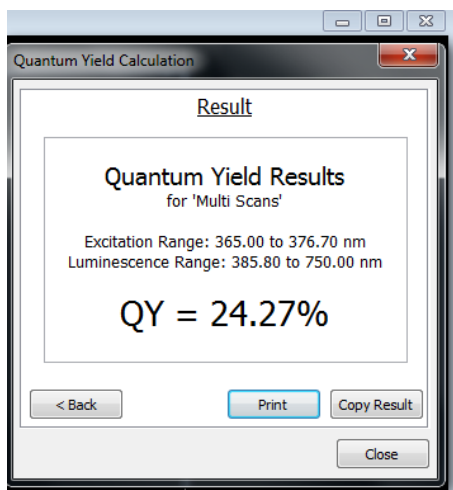 Quantum Yield Calculation
Result
Quantum Yield Results
for 'Multi Scans'
Excitation Range: 365.00 to 376.70 nm
Luminescence Range: 385.80 to 750.00 nm
QY = 24.27%
< Back
Print
Copy Result
Close